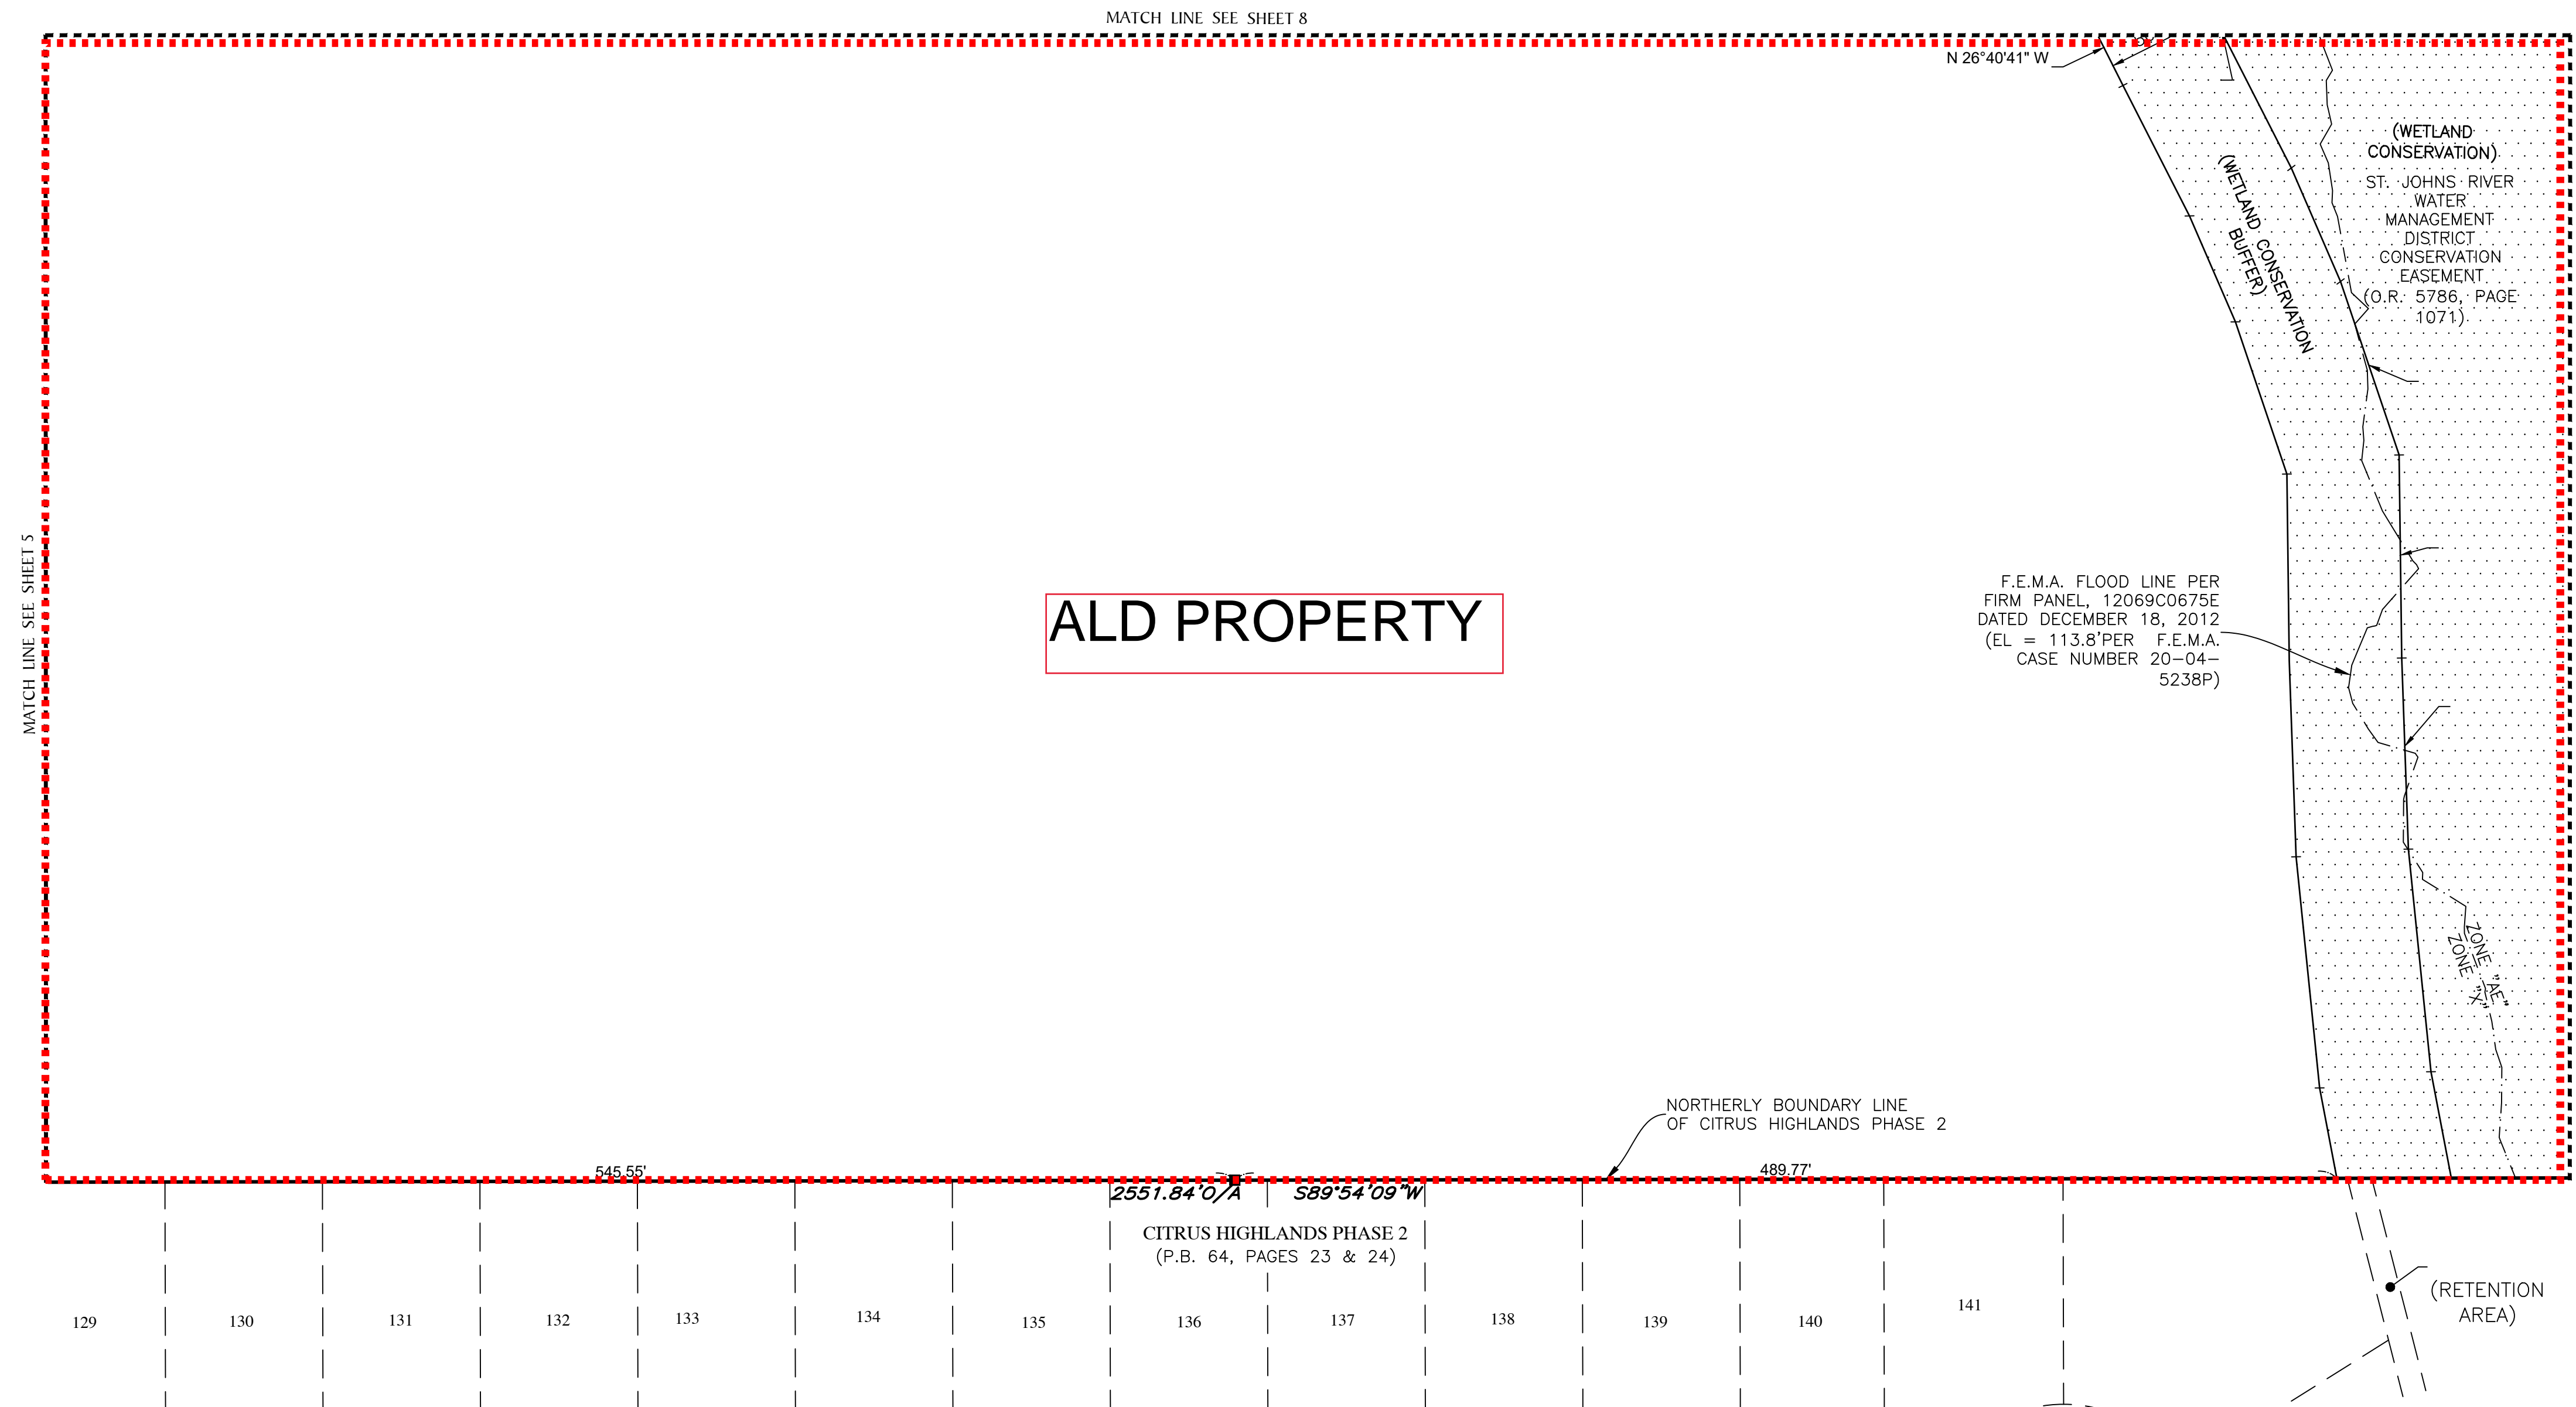 MATCH LINE SEE SHEET 8
N 26°40'41" W
(WETLAND
CONSERVATION)
ST. JOHNS RIVER
WATER
MANAGEMENT
DISTRICT
CONSERVATION
EASEMENT
(O.R. 5786, PAGE
1071)
(WETLAND CONSERVATION
BUFFER)
MATCH LINE SEE SHEET 5
ALD PROPERTY
F.E.M.A. FLOOD LINE PER
FIRM PANEL, 12069C0675E
DATED DECEMBER 18, 2012
(EL = 113.8'PER F.E.M.A.
CASE NUMBER 20-04-
5238P)
ZONE "AE"
ZONE "X"
NORTHERLY BOUNDARY LINE
OF CITRUS HIGHLANDS PHASE 2
545.55'
489.77'
2551.84'O/A S89°54'09"W
CITRUS HIGHLANDS PHASE 2
(P.B. 64, PAGES 23 & 24)
129 130 131 132 133 134 135 136 137 138 139 140 141
(RETENTION
AREA)